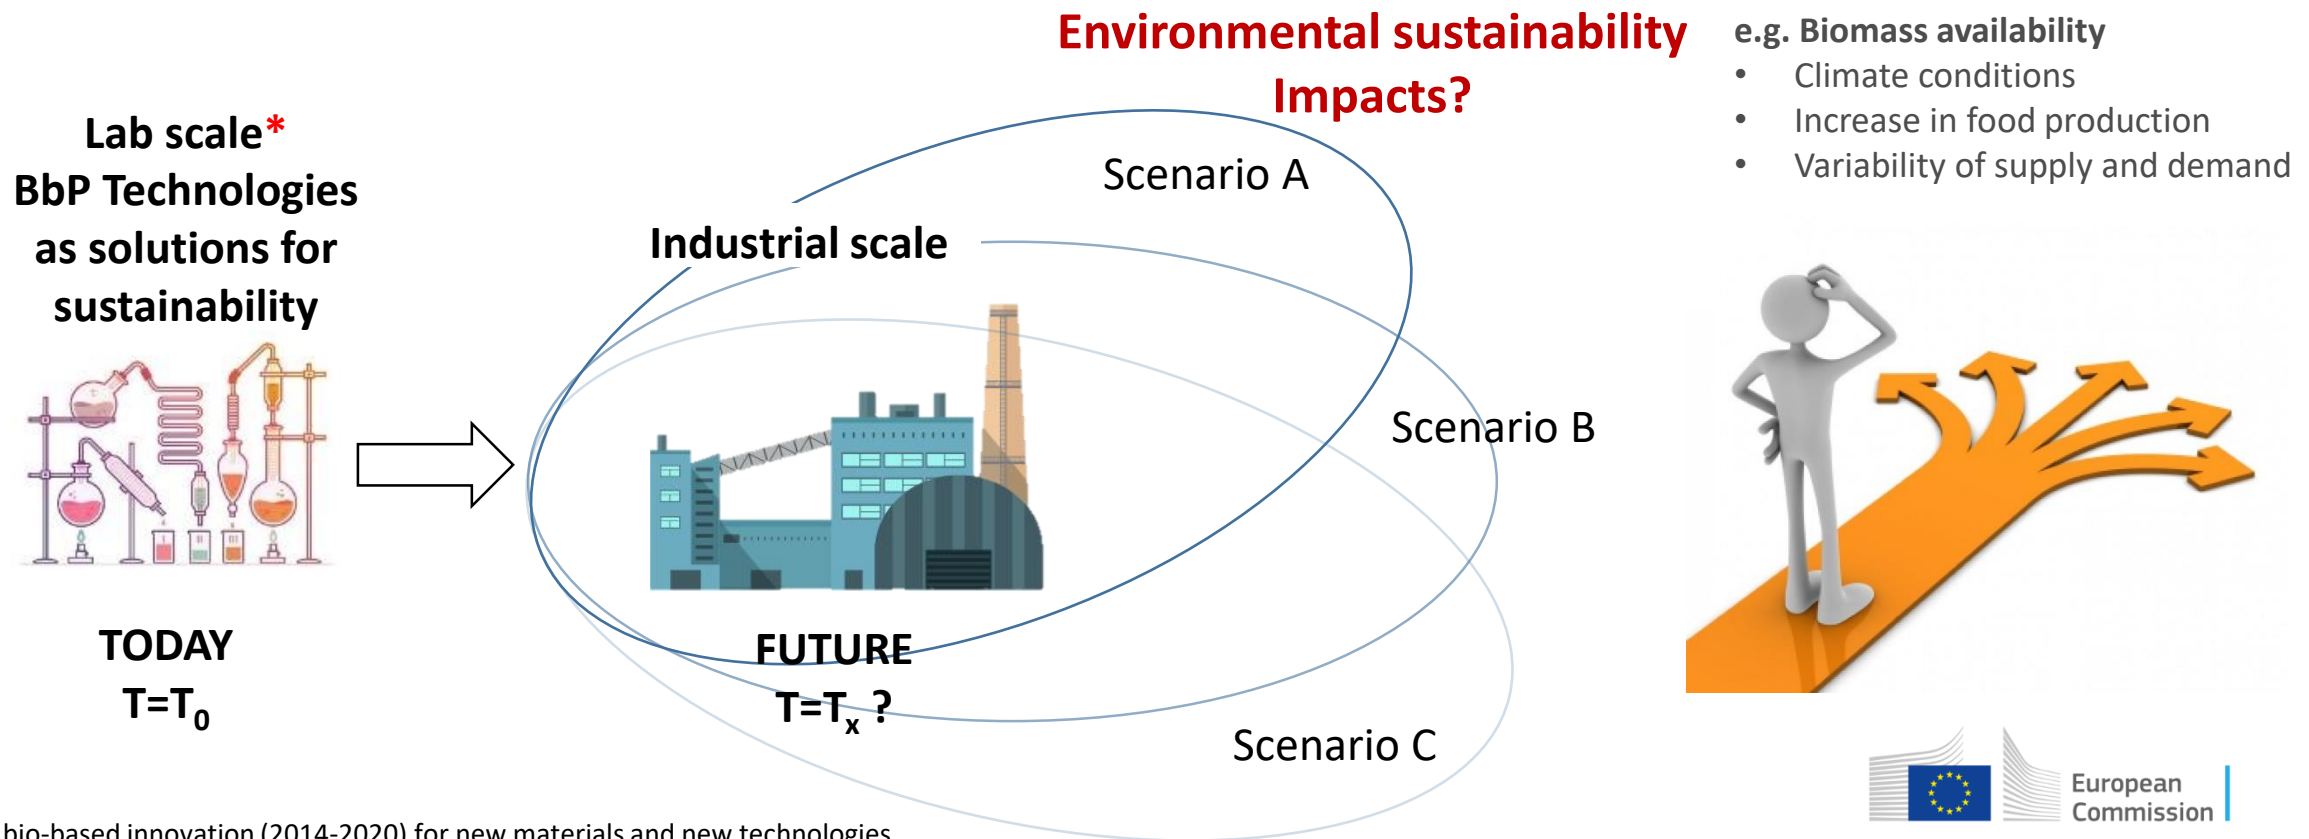 Environmental sustainability
Impacts?
e.g. Biomass availability
• Climate conditions
• Increase in food production
• Variability of supply and demand
Lab scale*
BbP Technologies
as solutions for
sustainability
Scenario A
Industrial scale
Scenario B
TODAY
T=T0
FUTURE
T=Tx ?
Scenario C
European
Commission
bio-based innovation (2014-2020) for new materials and new technologies